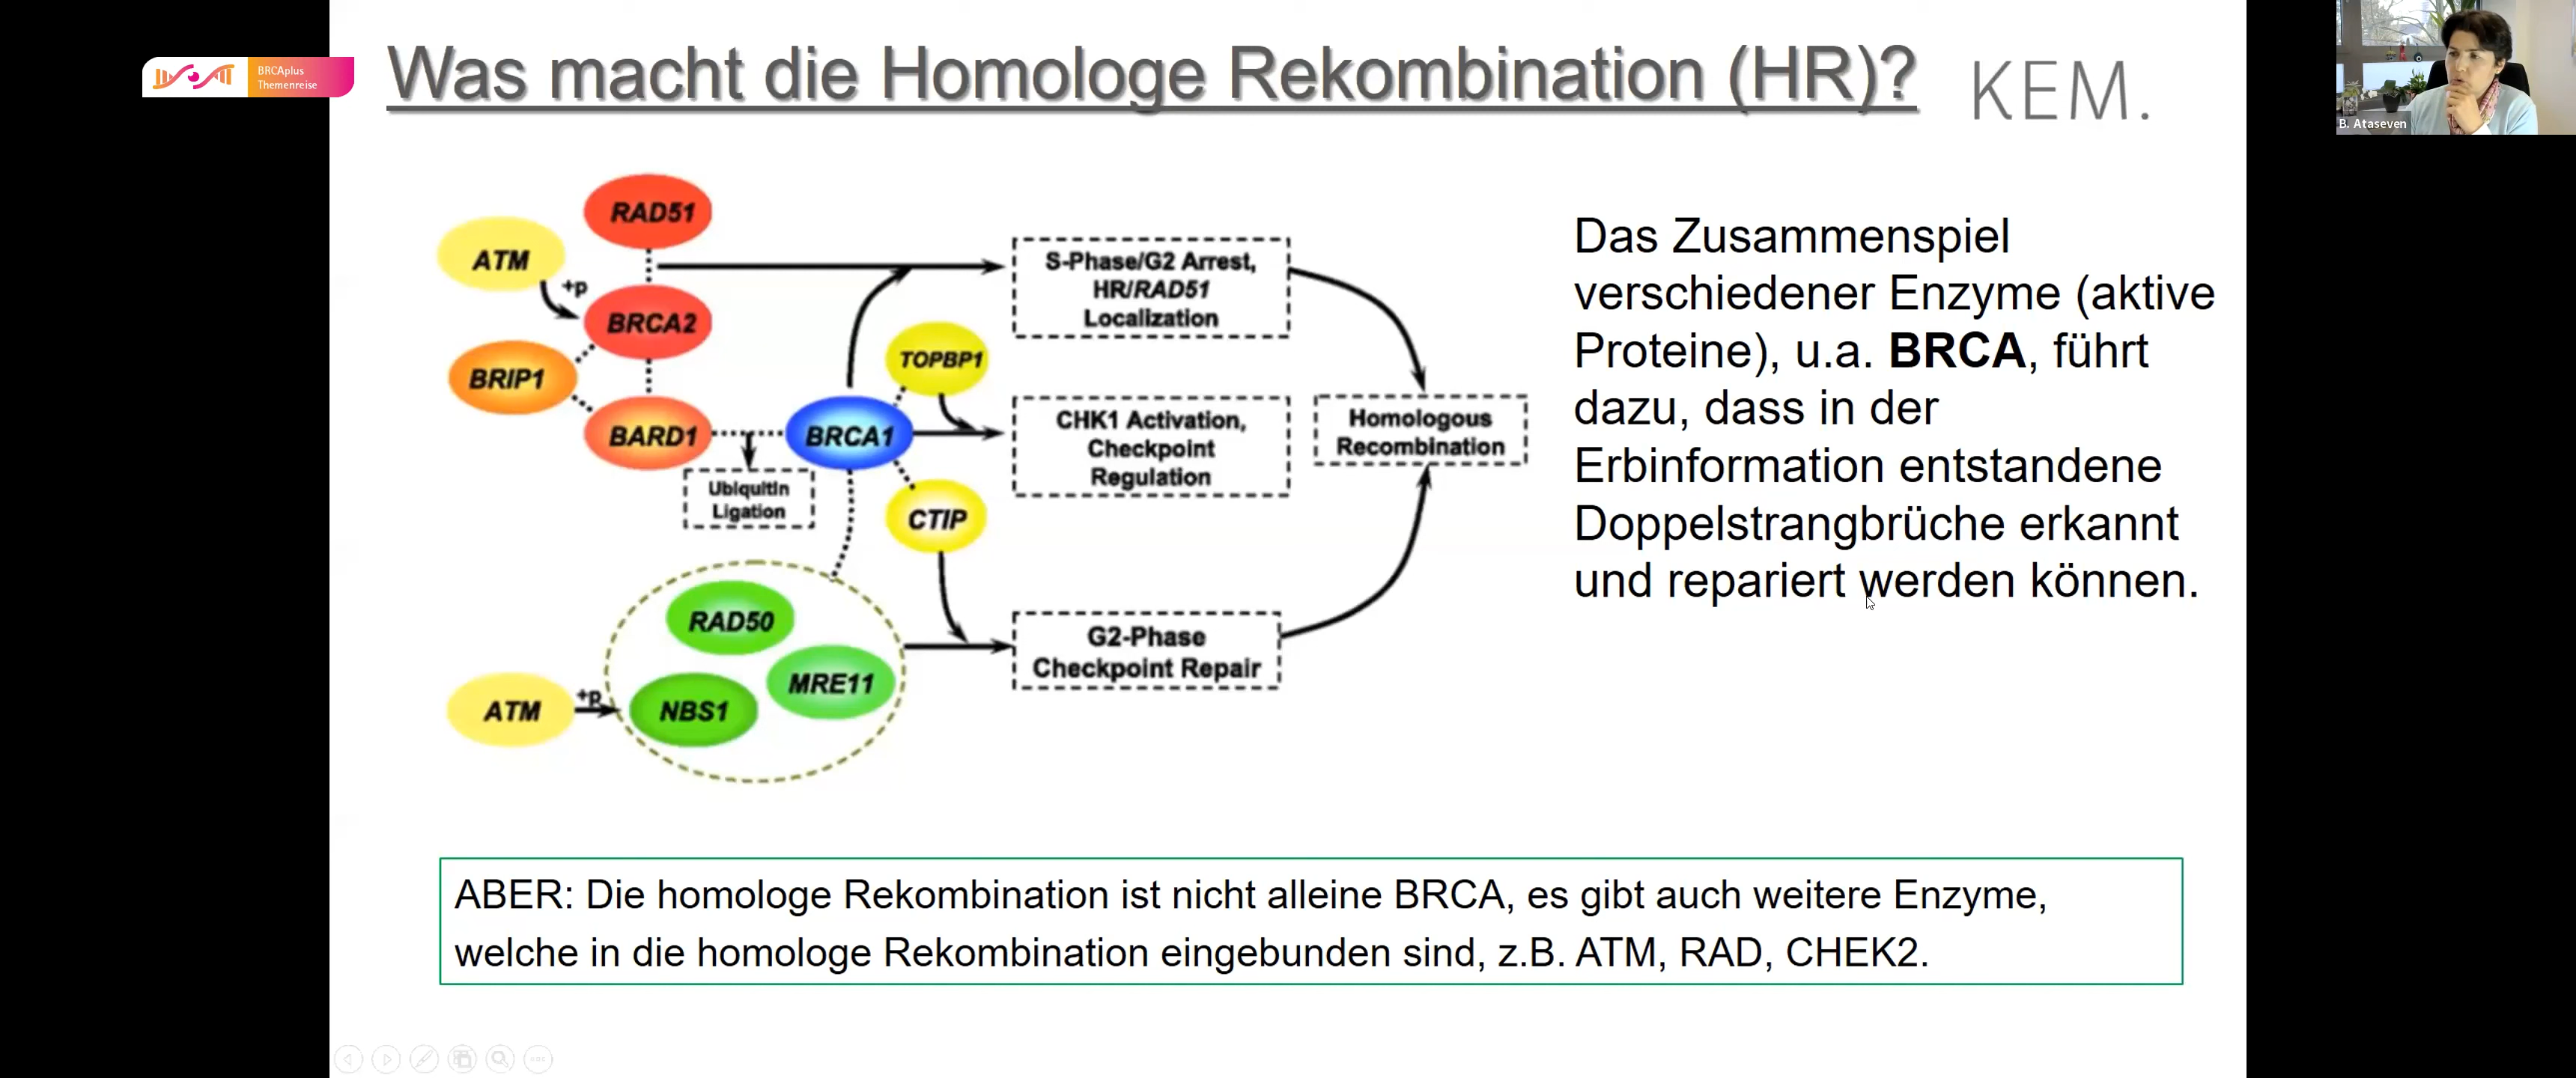 BRCAplus
Themenreise
Was macht die Homologe Rekombination (HR)?
KEM.
B. Ataseven
RAD51
ATM
+p
BRCA2
BRIP1
BARD1
BRCA1
TOPBP1
Ubiquitin
Ligation
CTIP
RAD50
MRE11
NBS1
ATM
+p
S-Phase/G2 Arrest,
HR/RAD51
Localization
CHK1 Activation,
Checkpoint
Regulation
Homologous
Recombination
G2-Phase
Checkpoint Repair
Das Zusammenspiel
verschiedener Enzyme (aktive
Proteine), u.a. BRCA, führt
dazu, dass in der
Erbinformation entstandene
Doppelstrangbrüche erkannt
und repariert werden können.
ABER: Die homologe Rekombination ist nicht alleine BRCA, es gibt auch weitere Enzyme,
welche in die homologe Rekombination eingebunden sind, z.B. ATM, RAD, CHEK2.